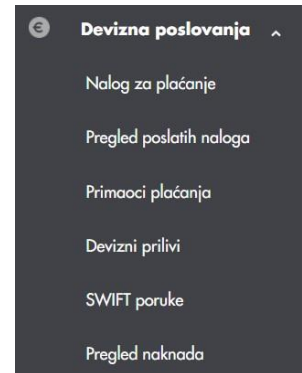 Devizna poslovanja
Nalog za plaćanje
Pregled poslatih naloga
Primaoci plaćanja
Devizni prilivi
SWIFT poruke
Pregled naknada